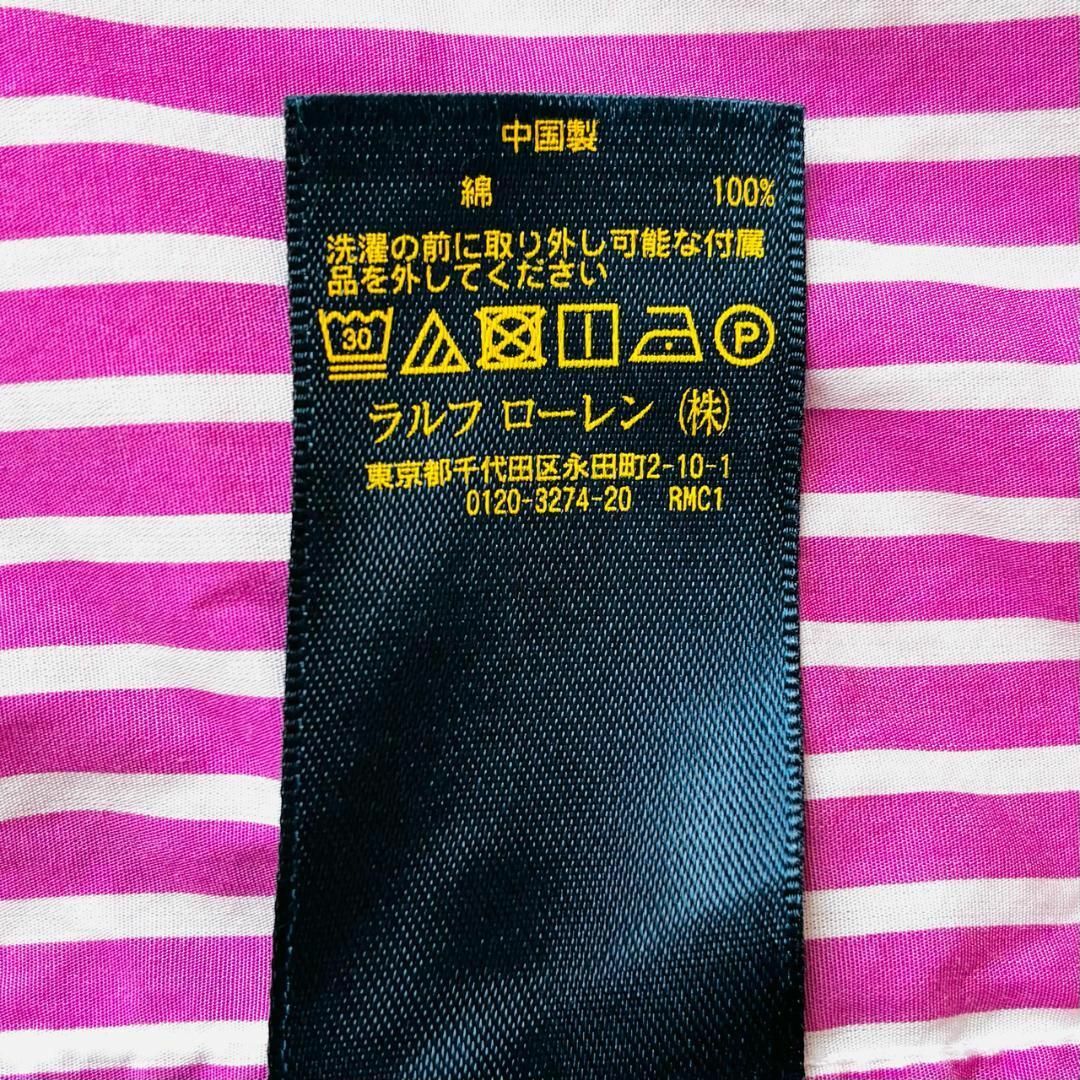 中国製
綿 100%
洗濯の前に取り外し可能な付属
品を外してください
30 P
ラルフ ローレン (株)
東京都千代田区永田町2-10-1
0120-3274-20 RMC1